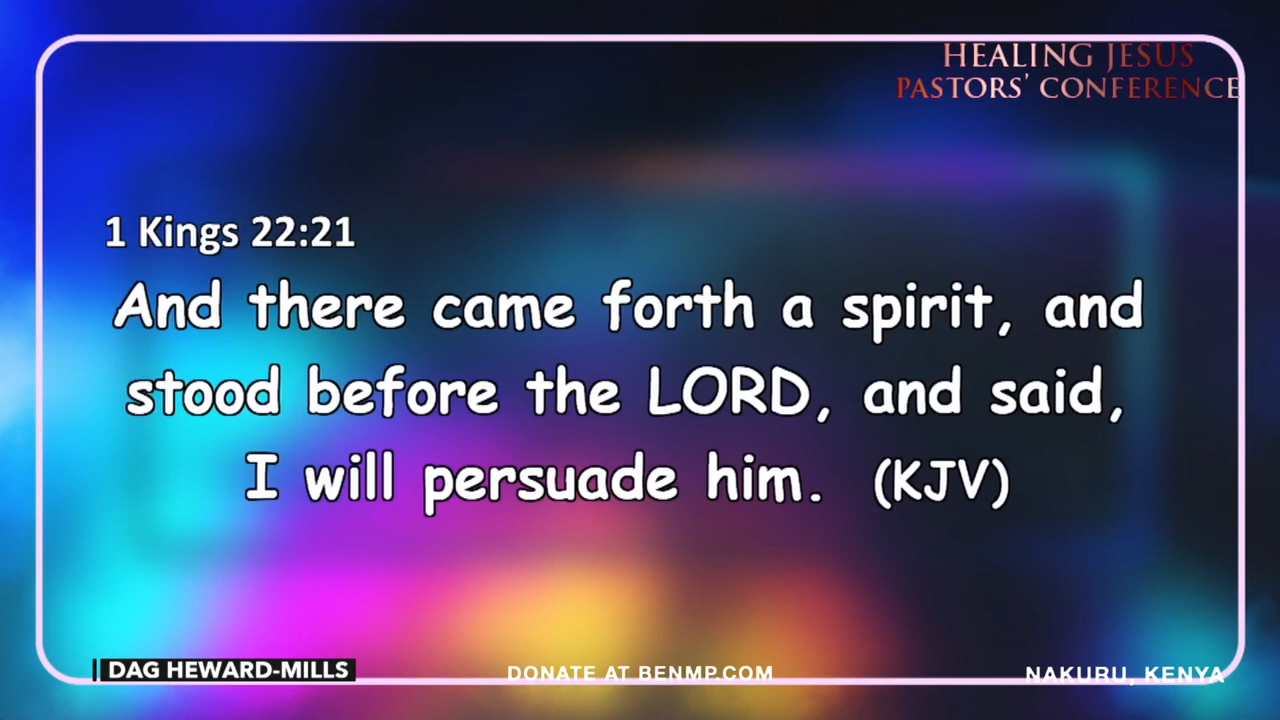 HEALING JESUS
PASTORS' CONFERENCE
1 Kings 22:21
And there came forth a spirit, and
stood before the LORD, and said,
I will persuade him. (KJV)
DAG HEWARD-MILLS
DONATE AT BENMP.COM
NAKURU, KENYA